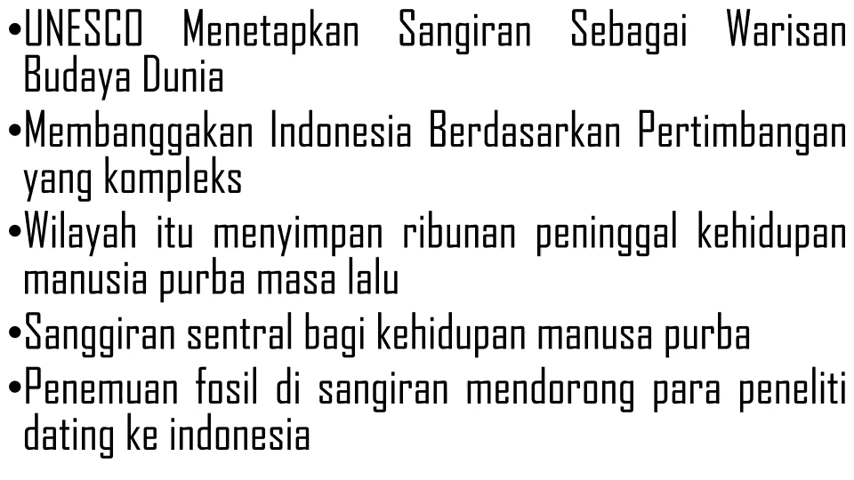 •UNESCO Menetapkan Sangiran Sebagai Warisan
Budaya Dunia
•Membanggakan Indonesia Berdasarkan Pertimbangan
yang kompleks
•Wilayah itu menyimpan ribunan peninggal kehidupan
manusia purba masa lalu
•Sanggiran sentral bagi kehidupan manusa purba
•Penemuan fosil di sangiran mendorong para peneliti
dating ke indonesia